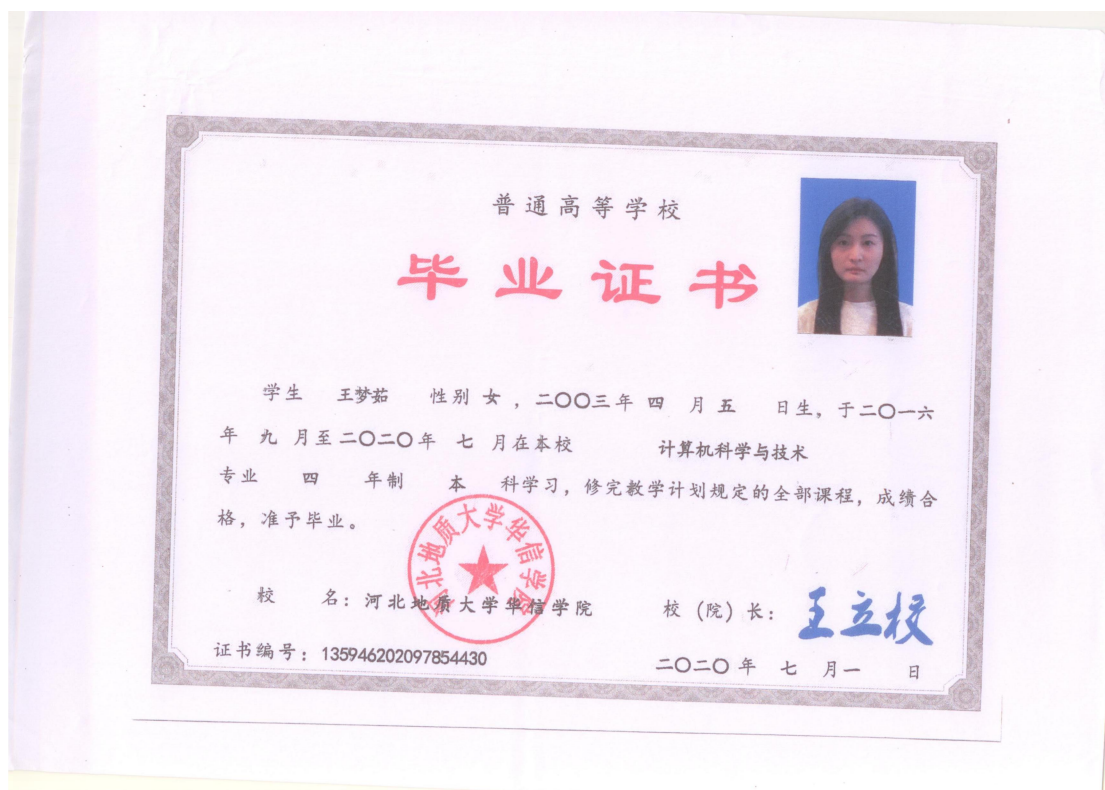 普通高等学校
毕业证书
学生 王梦茹 性别 女 ，二〇〇三年 四 月 五 日生，于二〇一六
年 九 月至二〇二〇年 七 月在本校 计算机科学与技术
专业 四 年制 本 科学习，修完教学计划规定的全部课程，成绩合
格，准予毕业。
河北地质大学华信学院
校 名：河北地质大学华信学院 校（院）长：王立校
证书编号：135946202097854430 二〇二〇年 七 月一 日